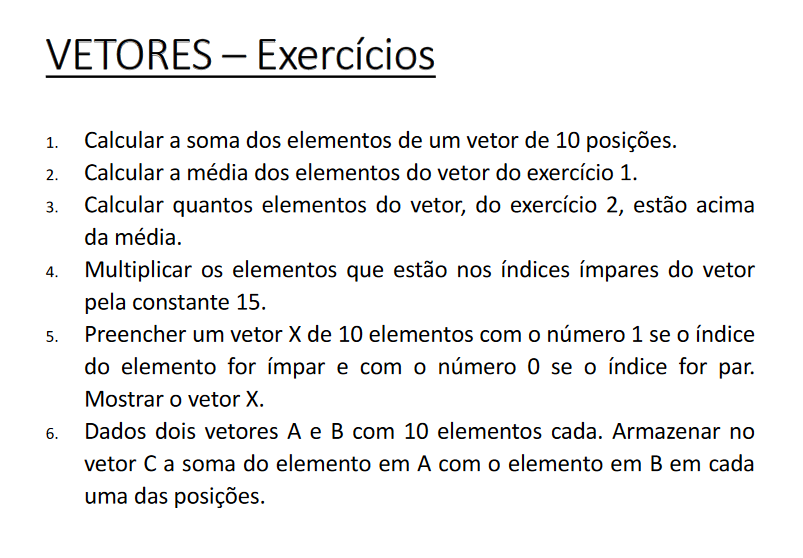 VETORES – Exercícios
1. Calcular a soma dos elementos de um vetor de 10 posições.
2. Calcular a média dos elementos do vetor do exercício 1.
3. Calcular quantos elementos do vetor, do exercício 2, estão acima
da média.
4. Multiplicar os elementos que estão nos índices ímpares do vetor
pela constante 15.
5. Preencher um vetor X de 10 elementos com o número 1 se o índice
do elemento for ímpar e com o número 0 se o índice for par.
Mostrar o vetor X.
6. Dados dois vetores A e B com 10 elementos cada. Armazenar no
vetor C a soma do elemento em A com o elemento em B em cada
uma das posições.